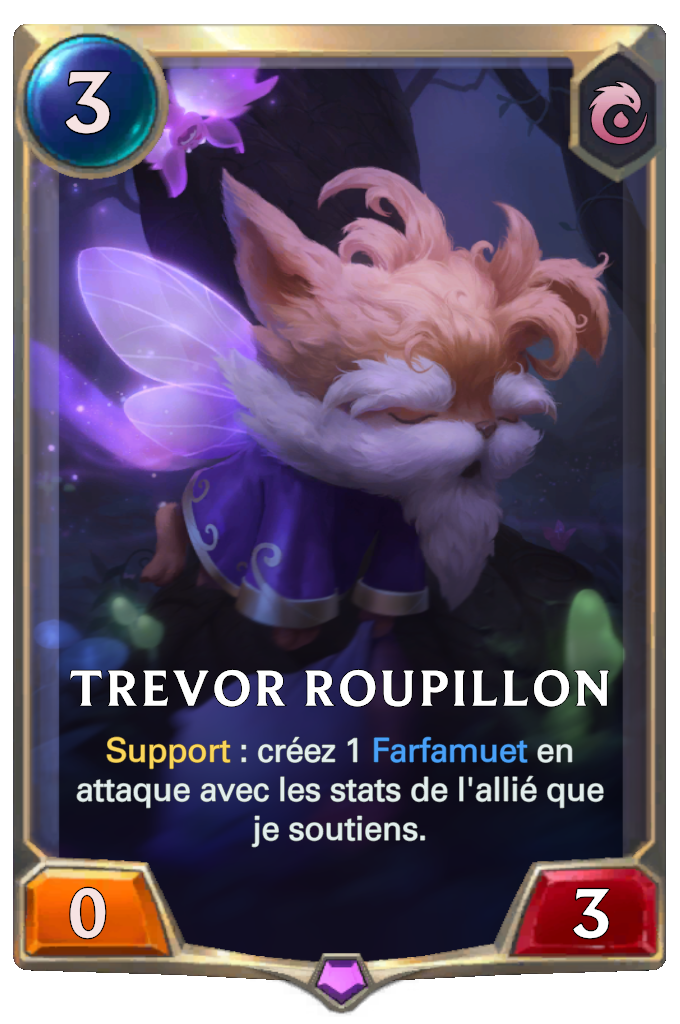 3
TREVOR ROUPILLON
Support : créez 1 Farfamuet en
attaque avec les stats de l'allié que
je soutiens.
0
3